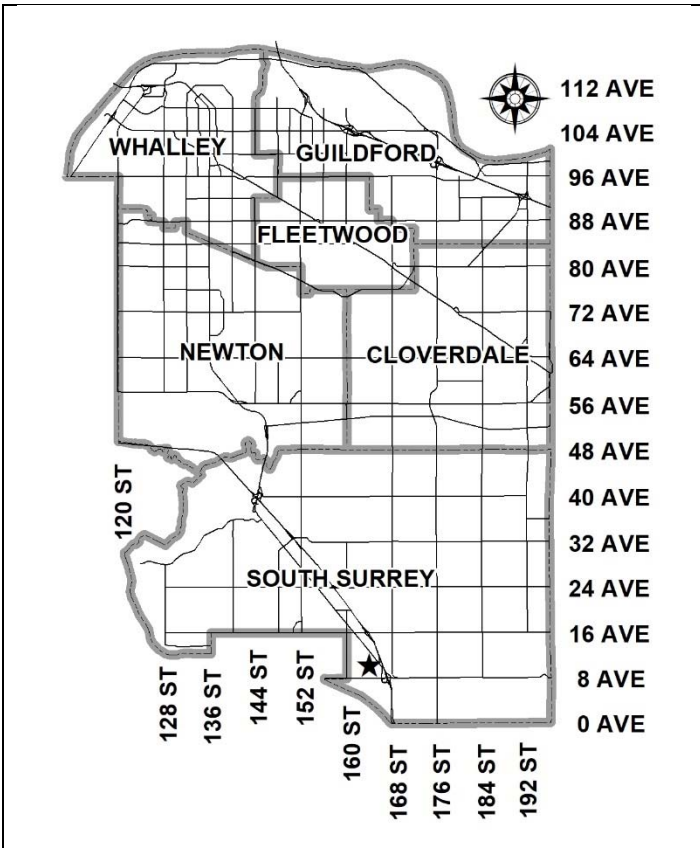 112 AVE
104 AVE
WHALLEY
GUILDFORD
96 AVE
88 AVE
FLEETWOOD
80 AVE
72 AVE
NEWTON
CLOVERDALE
64 AVE
56 AVE
48 AVE
120 ST
40 AVE
32 AVE
SOUTH SURREY
24 AVE
16 AVE
128 ST
136 ST
144 ST
152 ST
8 AVE
160 ST
0 AVE
168 ST
176 ST
184 ST
192 ST